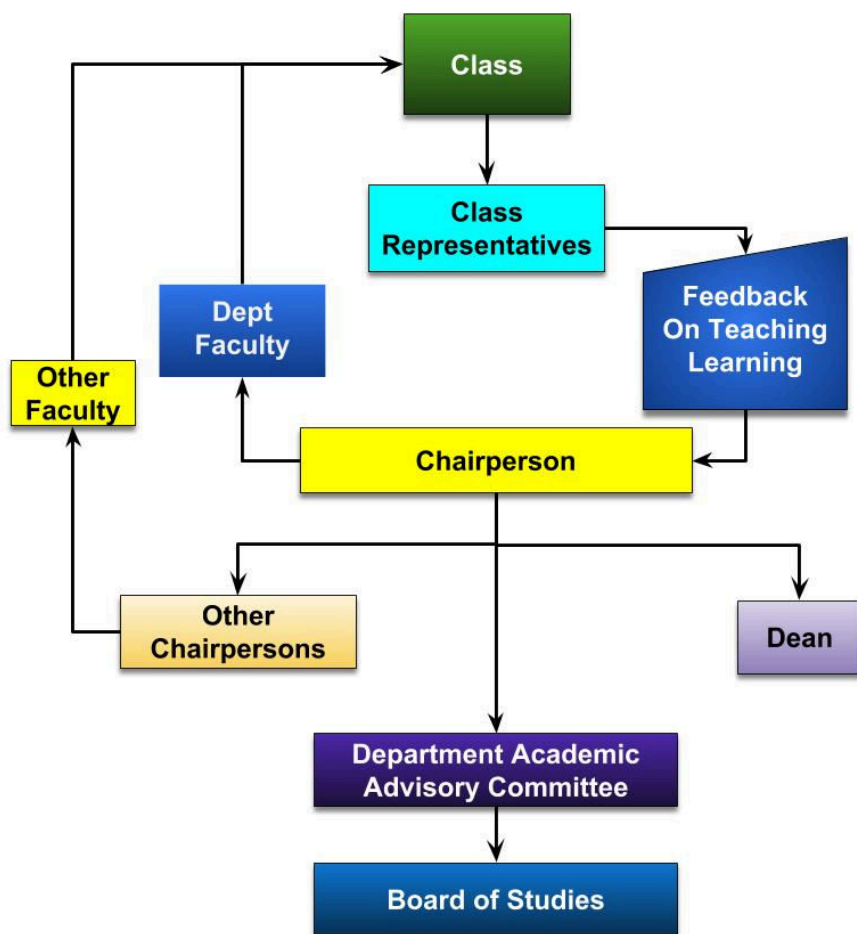 Class
Class
Representatives
Feedback
On Teaching
Learning
Dept
Faculty
Other
Faculty
Chairperson
Other
Chairpersons
Dean
Department Academic
Advisory Committee
Board of Studies